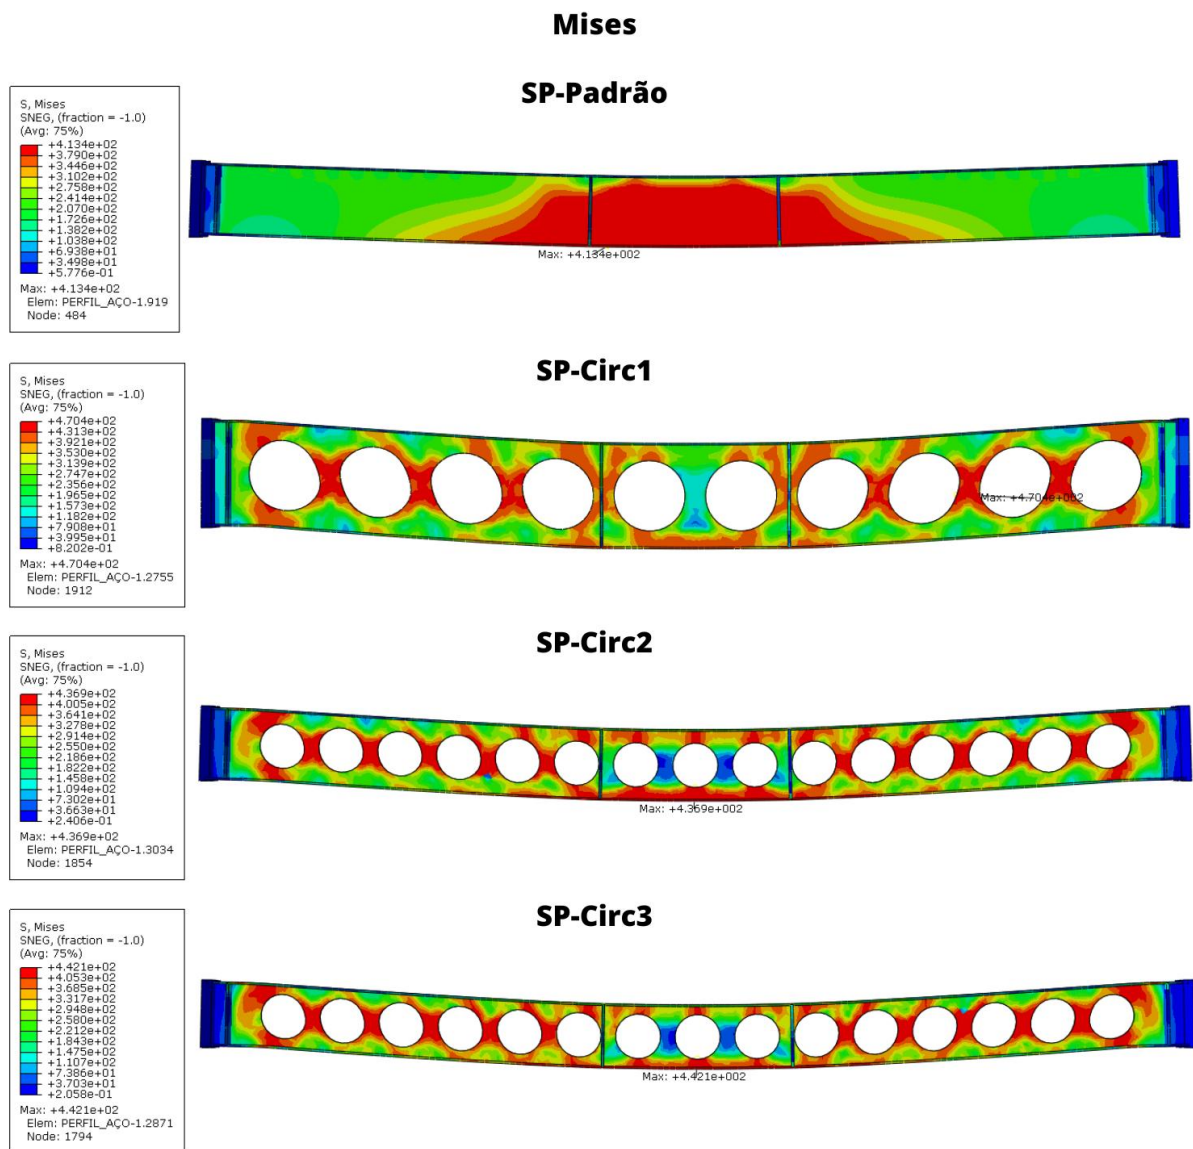 Mises
SP-Padrão
S, Mises
SNEG, (fraction = -1.0)
(Avg: 75%)
+4.134e+02
+3.790e+02
+3.446e+02
+3.102e+02
+2.758e+02
+2.414e+02
+2.070e+02
+1.726e+02
+1.382e+02
+1.038e+02
+6.938e+01
+3.498e+01
+5.776e-01
Max: +4.134e+02
Elem: PERFIL_AÇO-1.919
Node: 484
Max: +4.134e+002
SP-Circ1
S, Mises
SNEG, (fraction = -1.0)
(Avg: 75%)
+4.704e+02
+4.313e+02
+3.921e+02
+3.530e+02
+3.139e+02
+2.747e+02
+2.356e+02
+1.965e+02
+1.573e+02
+1.182e+02
+7.908e+01
+3.995e+01
+8.202e-01
Max: +4.704e+02
Elem: PERFIL_AÇO-1.2755
Node: 1912
Max: +4.704e+002
SP-Circ2
S, Mises
SNEG, (fraction = -1.0)
(Avg: 75%)
+4.369e+02
+4.005e+02
+3.641e+02
+3.278e+02
+2.914e+02
+2.550e+02
+2.186e+02
+1.822e+02
+1.458e+02
+1.094e+02
+7.302e+01
+3.663e+01
+2.406e-01
Max: +4.369e+02
Elem: PERFIL_AÇO-1.3034
Node: 1854
Max: +4.369e+002
SP-Circ3
S, Mises
SNEG, (fraction = -1.0)
(Avg: 75%)
+4.421e+02
+4.053e+02
+3.685e+02
+3.317e+02
+2.948e+02
+2.580e+02
+2.212e+02
+1.843e+02
+1.475e+02
+1.107e+02
+7.386e+01
+3.703e+01
+2.058e-01
Max: +4.421e+02
Elem: PERFIL_AÇO-1.2871
Node: 1794
Max: +4.421e+002